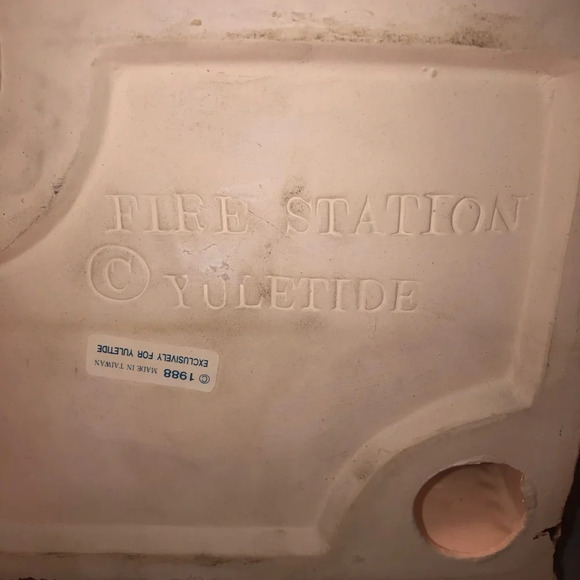 FIRE STATION
© YULETIDE
© 1988 MADE IN TAIWAN
EXCLUSIVELY FOR YULETIDE